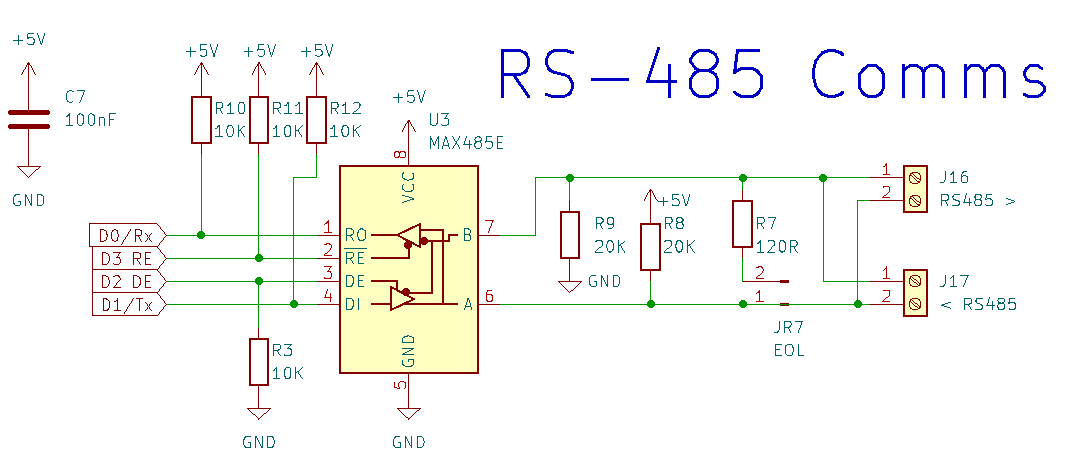 RS-485 Comms
+5V
C7
100nF
GND
+5V
+5V
+5V
R10
10K
R11
10K
R12
10K
+5V
U3
MAX485E
8
VCC
D0/Rx
D3 RE
D2 DE
D1/Tx
1
RO
2
RE
3
DE
4
DI
7
B
6
A
GND
5
GND
R3
10K
GND
R9
20K
GND
+5V
R8
20K
R7
120R
2
1
JR7
EOL
1
2
J16
RS485 >
1
2
J17
< RS485